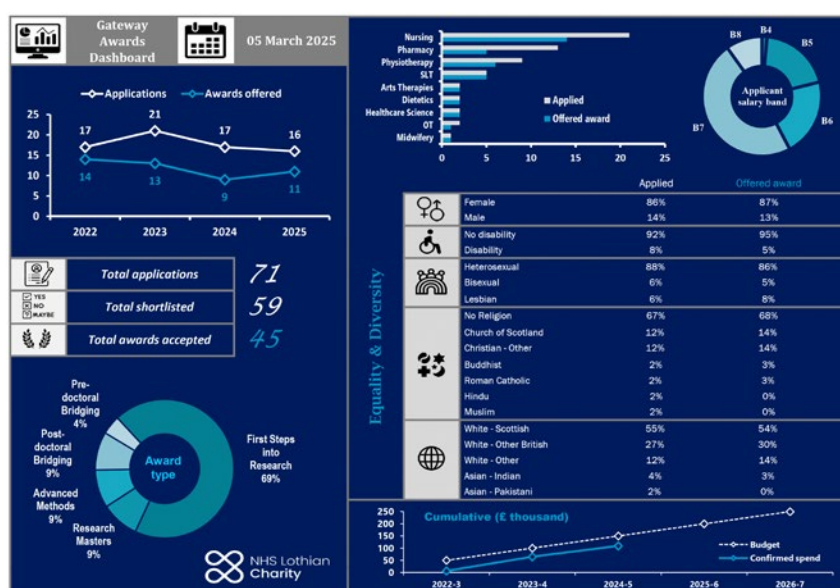 Gateway
Awards
Dashboard
05 March 2025
Applications
Awards offered
25
20
15
10
5
0
17
21
17
16
14
13
9
11
2022
2023
2024
2025
Total applications
71
YES
NO
MAYBE
Total shortlisted
59
Total awards accepted
45
Pre-
doctoral
Bridging
4%
Post-
doctoral
Bridging
9%
Advanced
Methods
9%
Research
Masters
9%
Award
type
First Steps
into
Research
69%
NHS Lothian
Charity
Nursing
Pharmacy
Physiotherapy
SLT
Arts Therapies
Dietetics
Healthcare Science
OT
Midwifery
Applied
Offered award
0
5
10
15
20
25
B8
B4
B5
B6
B7
Applicant
salary band
Equality & Diversity
Applied Offered award
Female 86% 87%
Male 14% 13%
No disability 92% 95%
Disability 8% 5%
Heterosexual 88% 86%
Bisexual 6% 5%
Lesbian 6% 8%
No Religion 67% 68%
Church of Scotland 12% 14%
Christian - Other 12% 14%
Buddhist 2% 3%
Roman Catholic 2% 3%
Hindu 2% 0%
Muslim 2% 0%
White - Scottish 55% 54%
White - Other British 27% 30%
White - Other 12% 14%
Asian - Indian 4% 3%
Asian - Pakistani 2% 0%
Cumulative (£ thousand)
250
200
150
100
50
0
Budget
Confirmed spend
2022-3
2023-4
2024-5
2025-6
2026-7